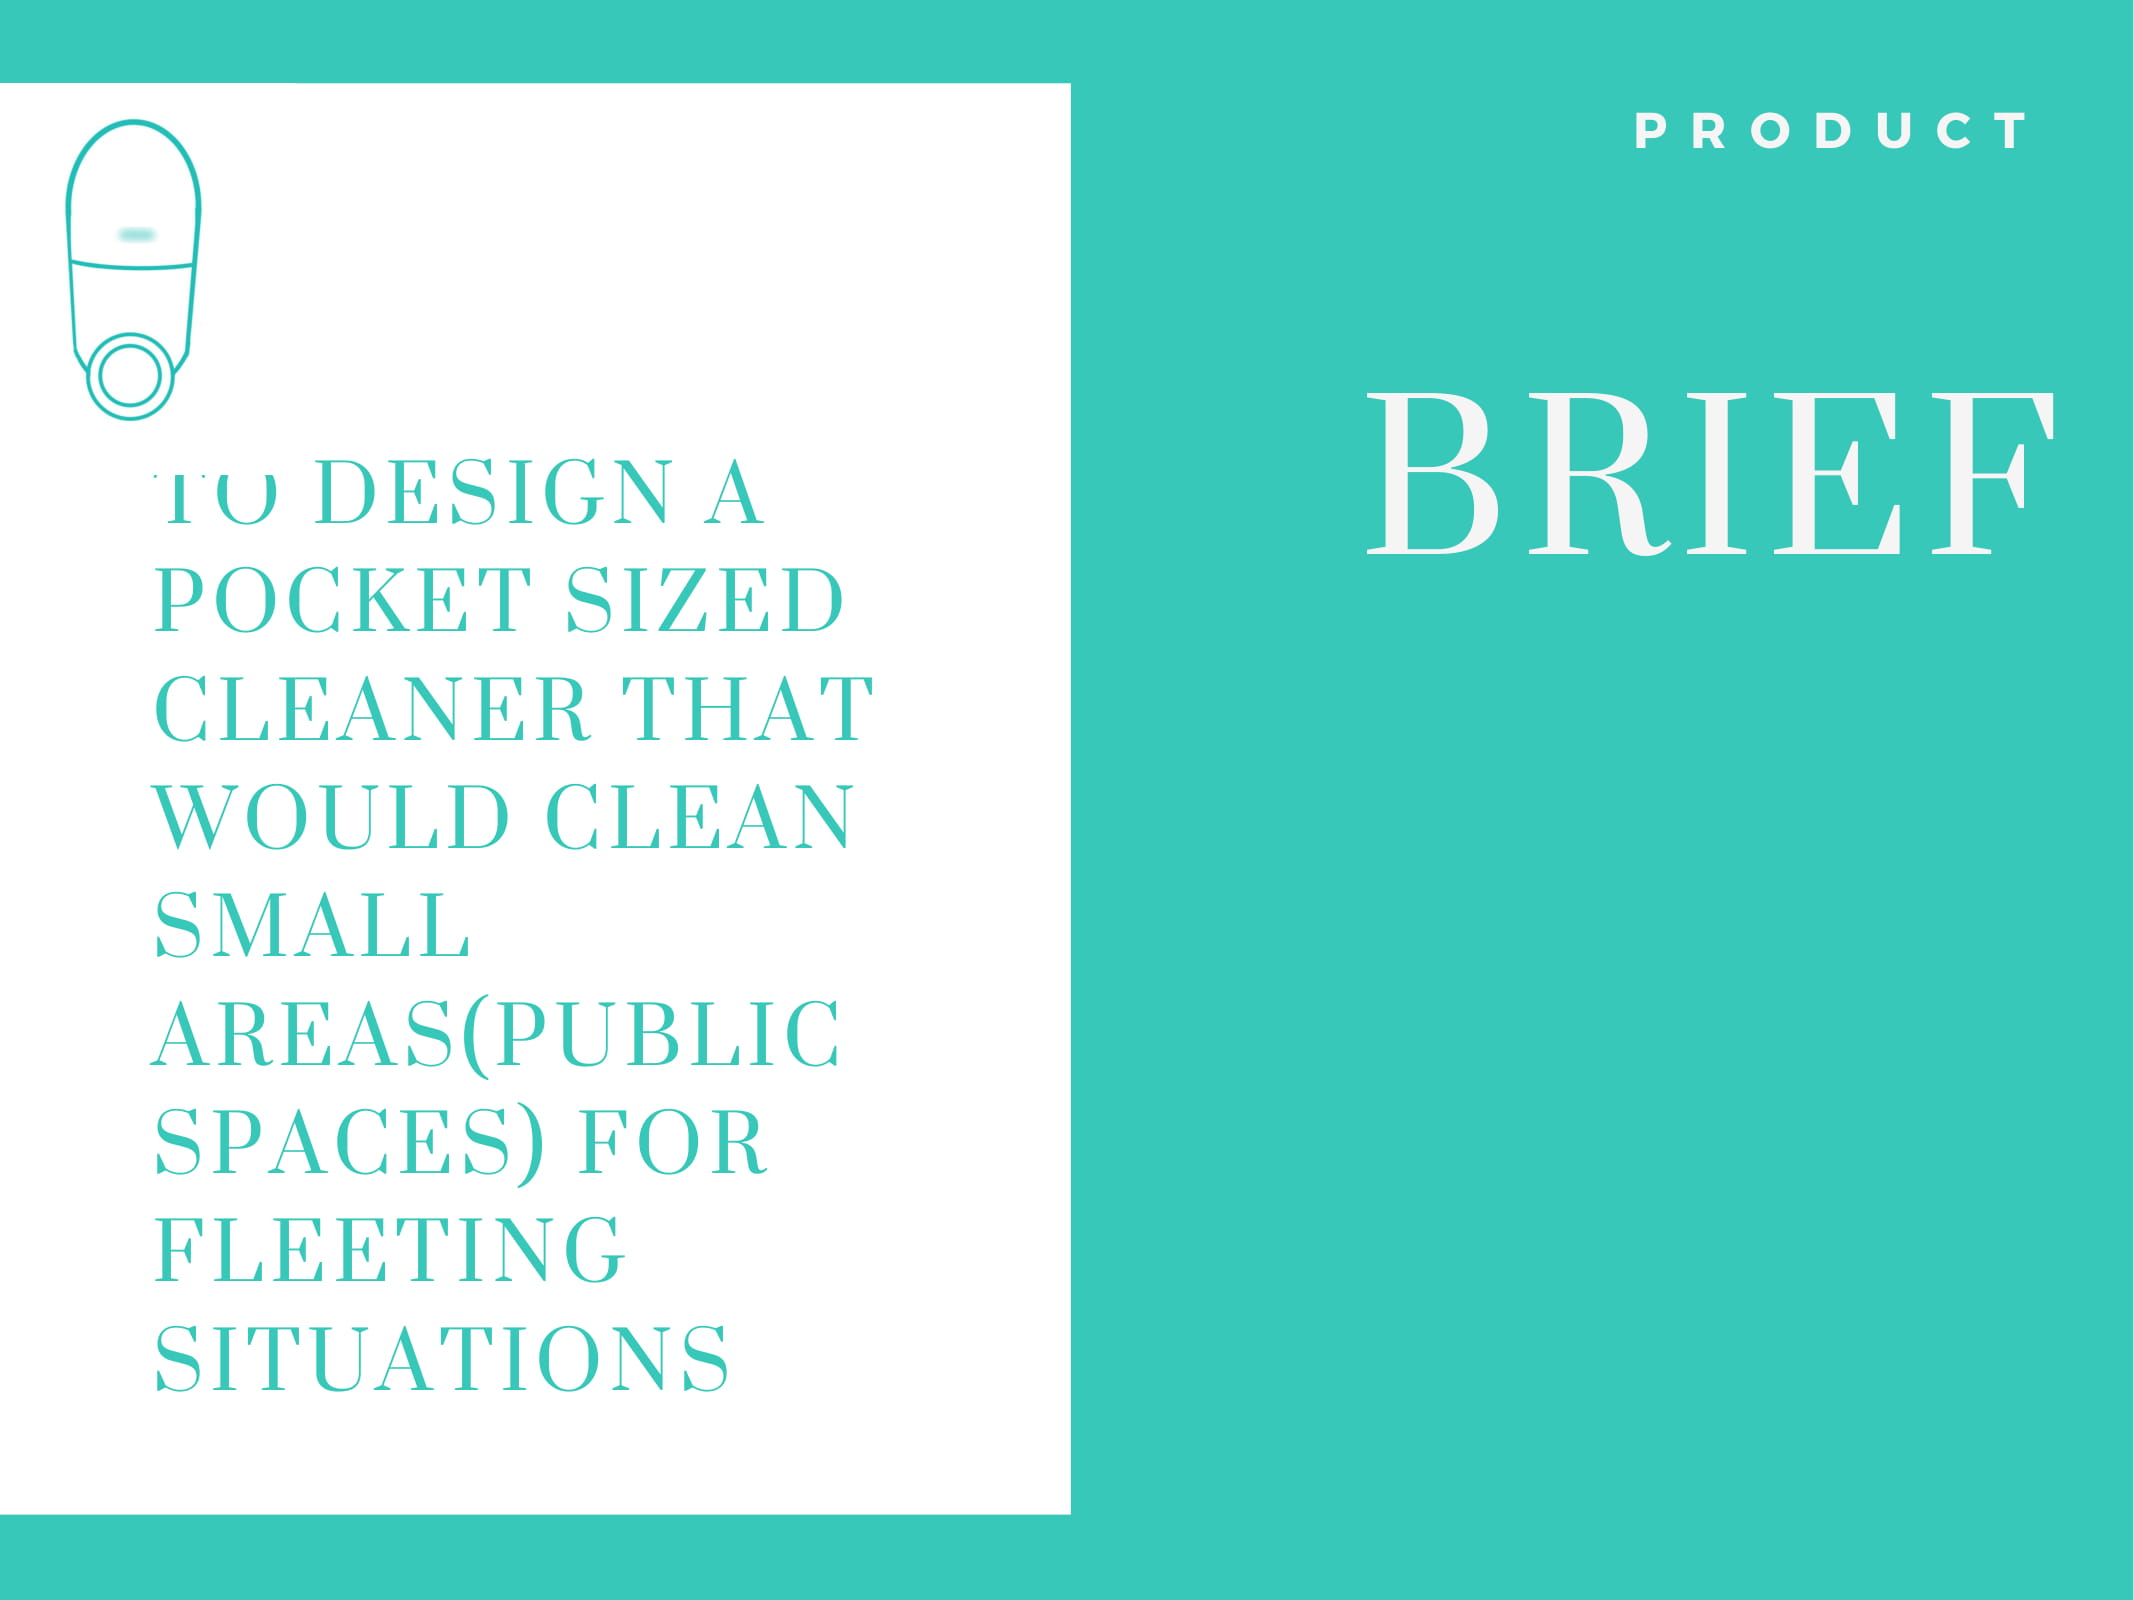 PRODUCT
BRIEF
TO DESIGN A
POCKET SIZED
CLEANER THAT
WOULD CLEAN
SMALL
AREAS(PUBLIC
SPACES) FOR
FLEETING
SITUATIONS